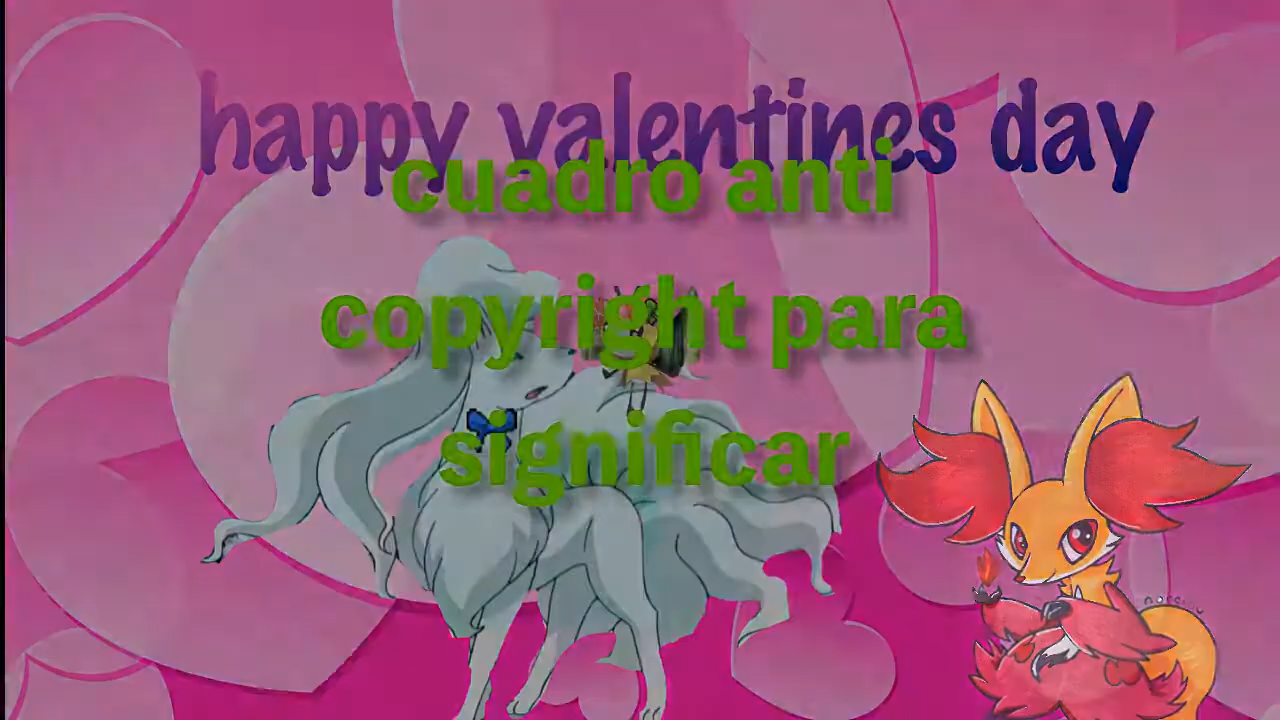 happy valentines day
cuadro anti
copyright para
significar